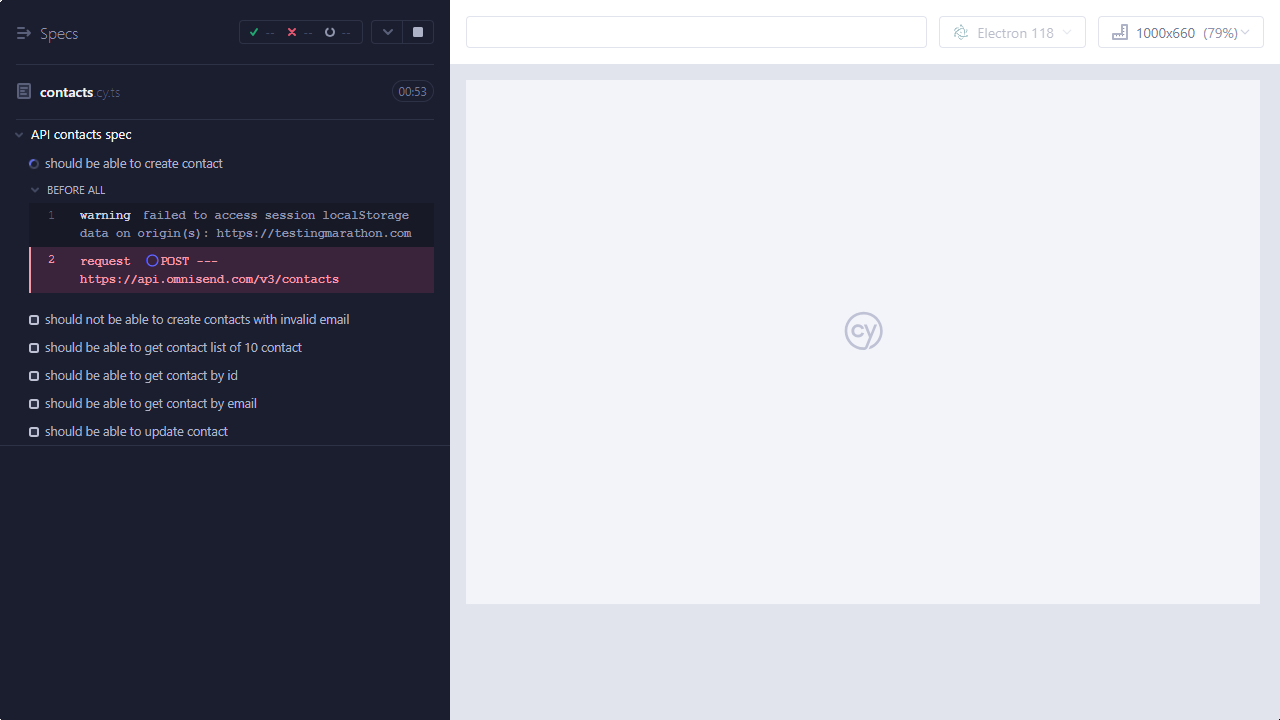 Specs
-- -- --
Electron 118
1000x660 (79%)
contacts.cy.ts
00:53
API contacts spec
should be able to create contact
BEFORE ALL
1 warning failed to access session localStorage
data on origin(s): https://testingmarathon.com
2 request POST ---
https://api.omnisend.com/v3/contacts
should not be able to create contacts with invalid email
should be able to get contact list of 10 contact
should be able to get contact by id
should be able to get contact by email
should be able to update contact
cy